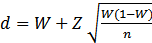 d = W + Z √(W(1−W)/n)